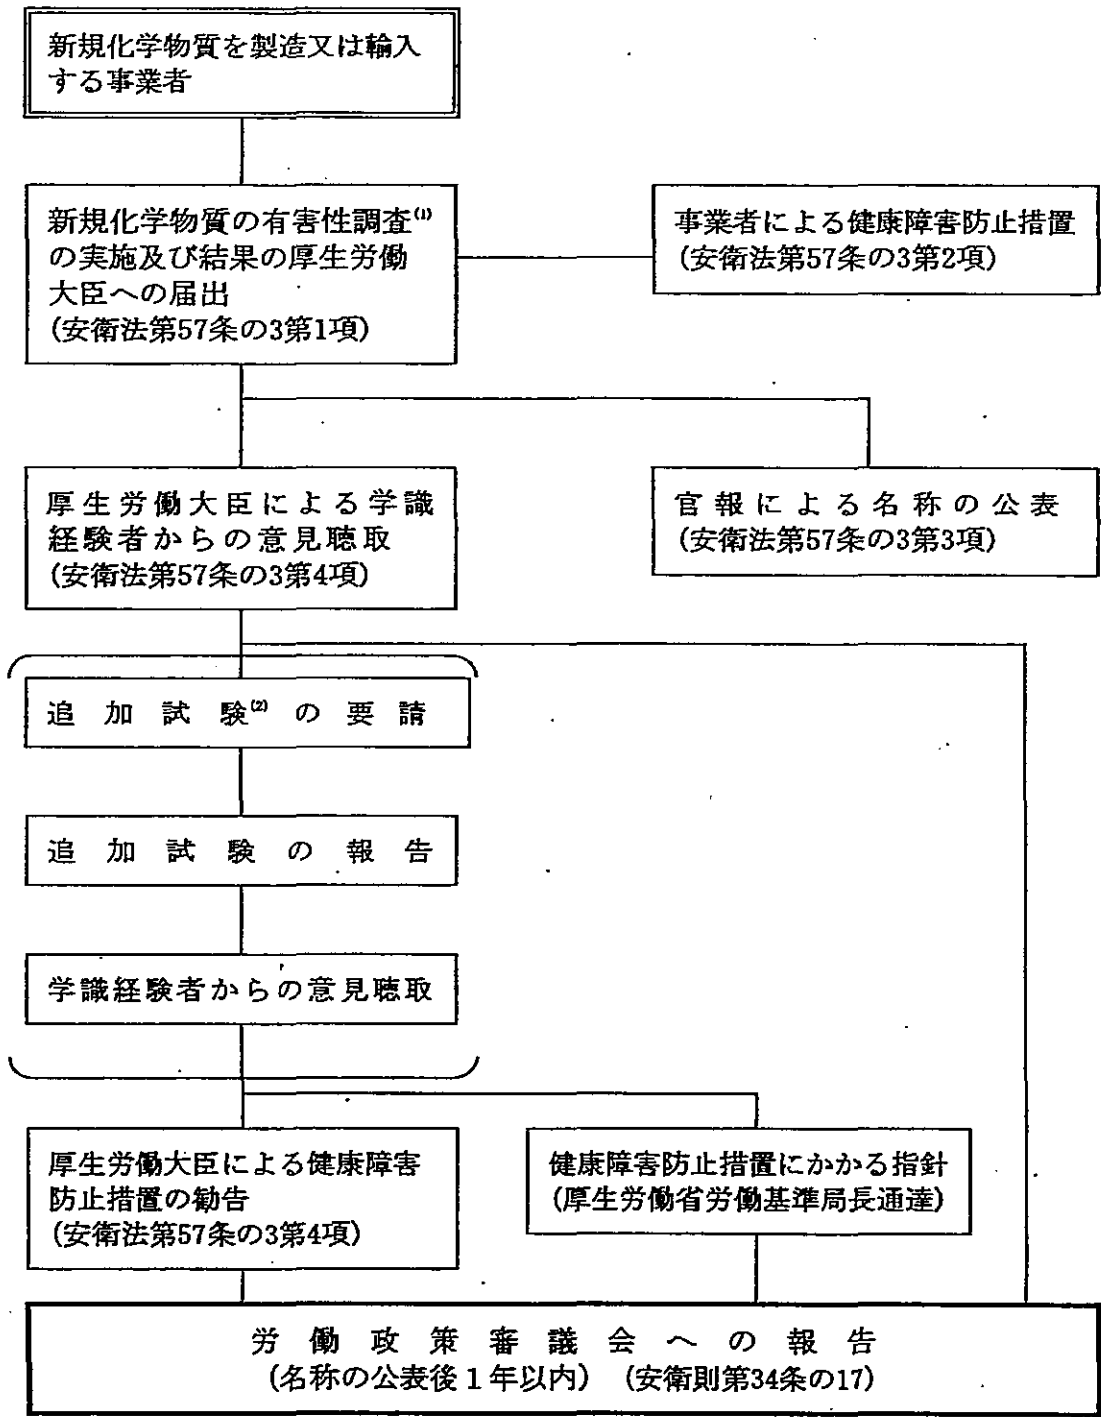 新規化学物質を製造又は輸入
する事業者
新規化学物質の有害性調査⁽¹⁾
の実施及び結果の厚生労働
大臣への届出
(安衛法第57条の3第1項)
事業者による健康障害防止措置
(安衛法第57条の3第2項)
厚生労働大臣による学識
経験者からの意見聴取
(安衛法第57条の3第4項)
官報による名称の公表
(安衛法第57条の3第3項)
追加試験⁽²⁾の要請
追加試験の報告
学識経験者からの意見聴取
厚生労働大臣による健康障害
防止措置の勧告
(安衛法第57条の3第4項)
健康障害防止措置にかかる指針
(厚生労働省労働基準局長通達)
労働政策審議会への報告
(名称の公表後1年以内) (安衛則第34条の17)